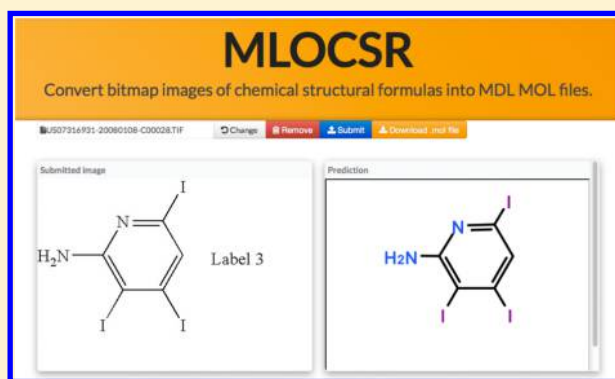 MLOCSR
Convert bitmap images of chemical structural formulas into MDL MOL files.
US07316931-20080108-C00028.TIF Change Remove Submit Download .mol file
Submitted image
Prediction
I
N
H2N
Label 3
I
I
I
N
H2N
I
I